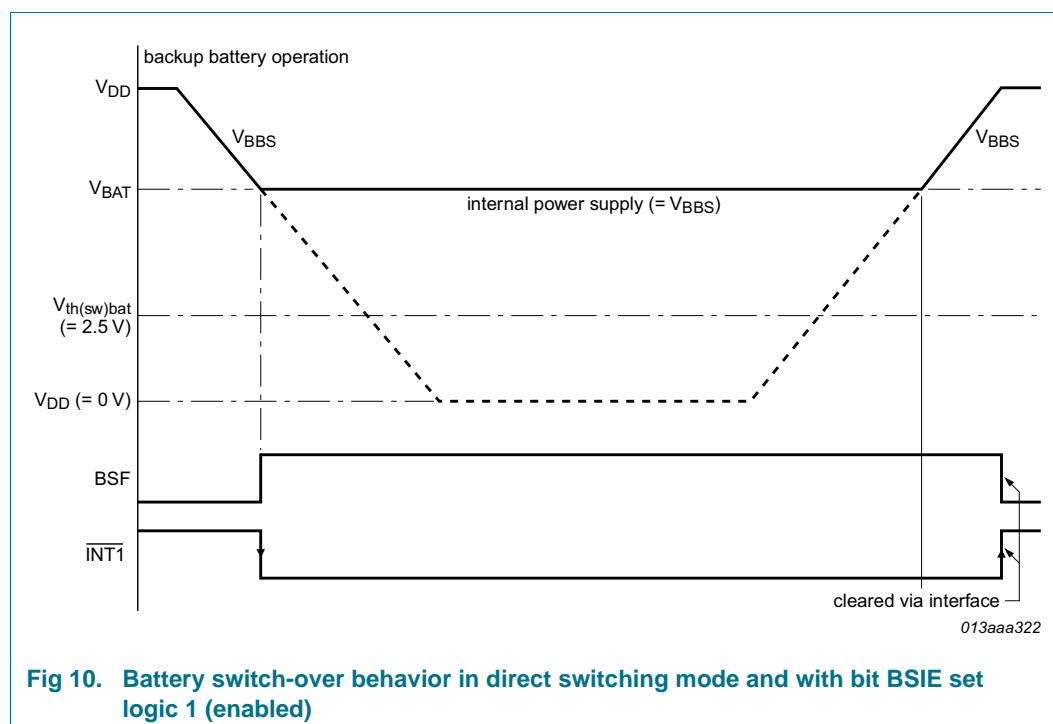 backup battery operation
VDD
VBBS
VBBS
VBAT
internal power supply (= VBBS)
Vth(sw)bat
(= 2.5 V)
VDD (= 0 V)
BSF
INT1
cleared via interface
013aaa322
Fig 10. Battery switch-over behavior in direct switching mode and with bit BSIE set
logic 1 (enabled)